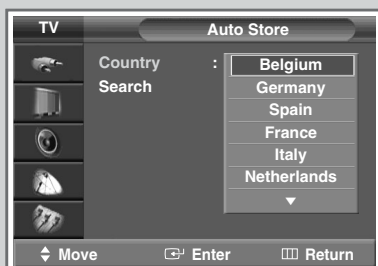 TV Auto Store
Country : Belgium
Search Germany
Spain
France
Italy
Netherlands
▼
Move Enter Return